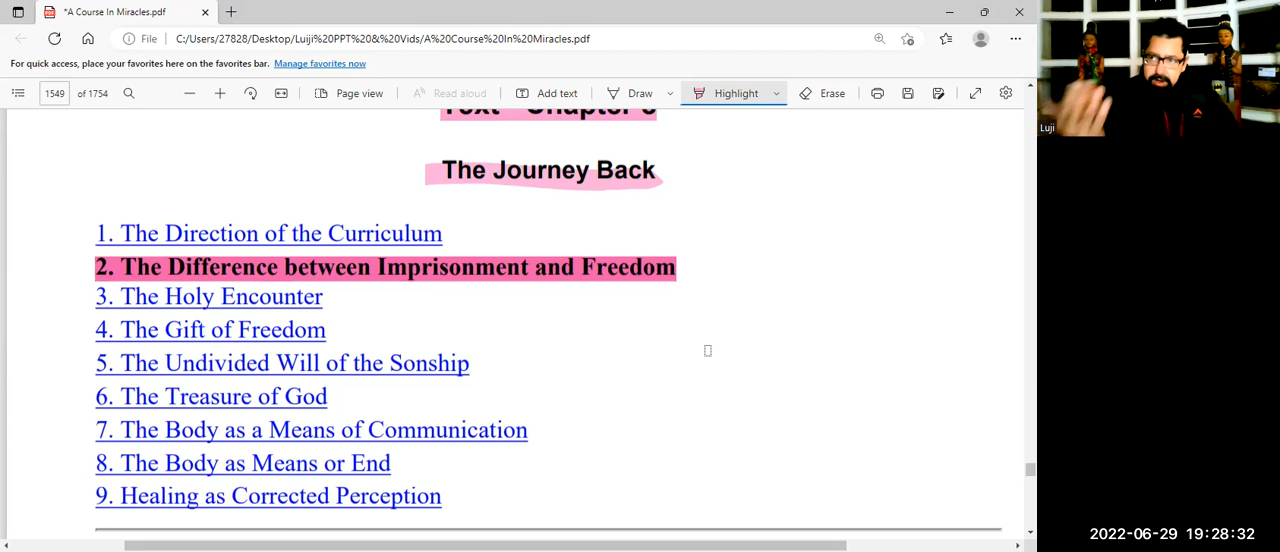 *A Course In Miracles.pdf
File C:/Users/27828/Desktop/Luiji%20PPT%20&%20Vids/A%20Course%20In%20Miracles.pdf
For quick access, place your favorites here on the favorites bar. Manage favorites now
1549 of 1754 Page view Read aloud Add text Draw Highlight Erase
The Journey Back
1. The Direction of the Curriculum
2. The Difference between Imprisonment and Freedom
3. The Holy Encounter
4. The Gift of Freedom
5. The Undivided Will of the Sonship
6. The Treasure of God
7. The Body as a Means of Communication
8. The Body as Means or End
9. Healing as Corrected Perception
Luji
2022-06-29 19:28:32